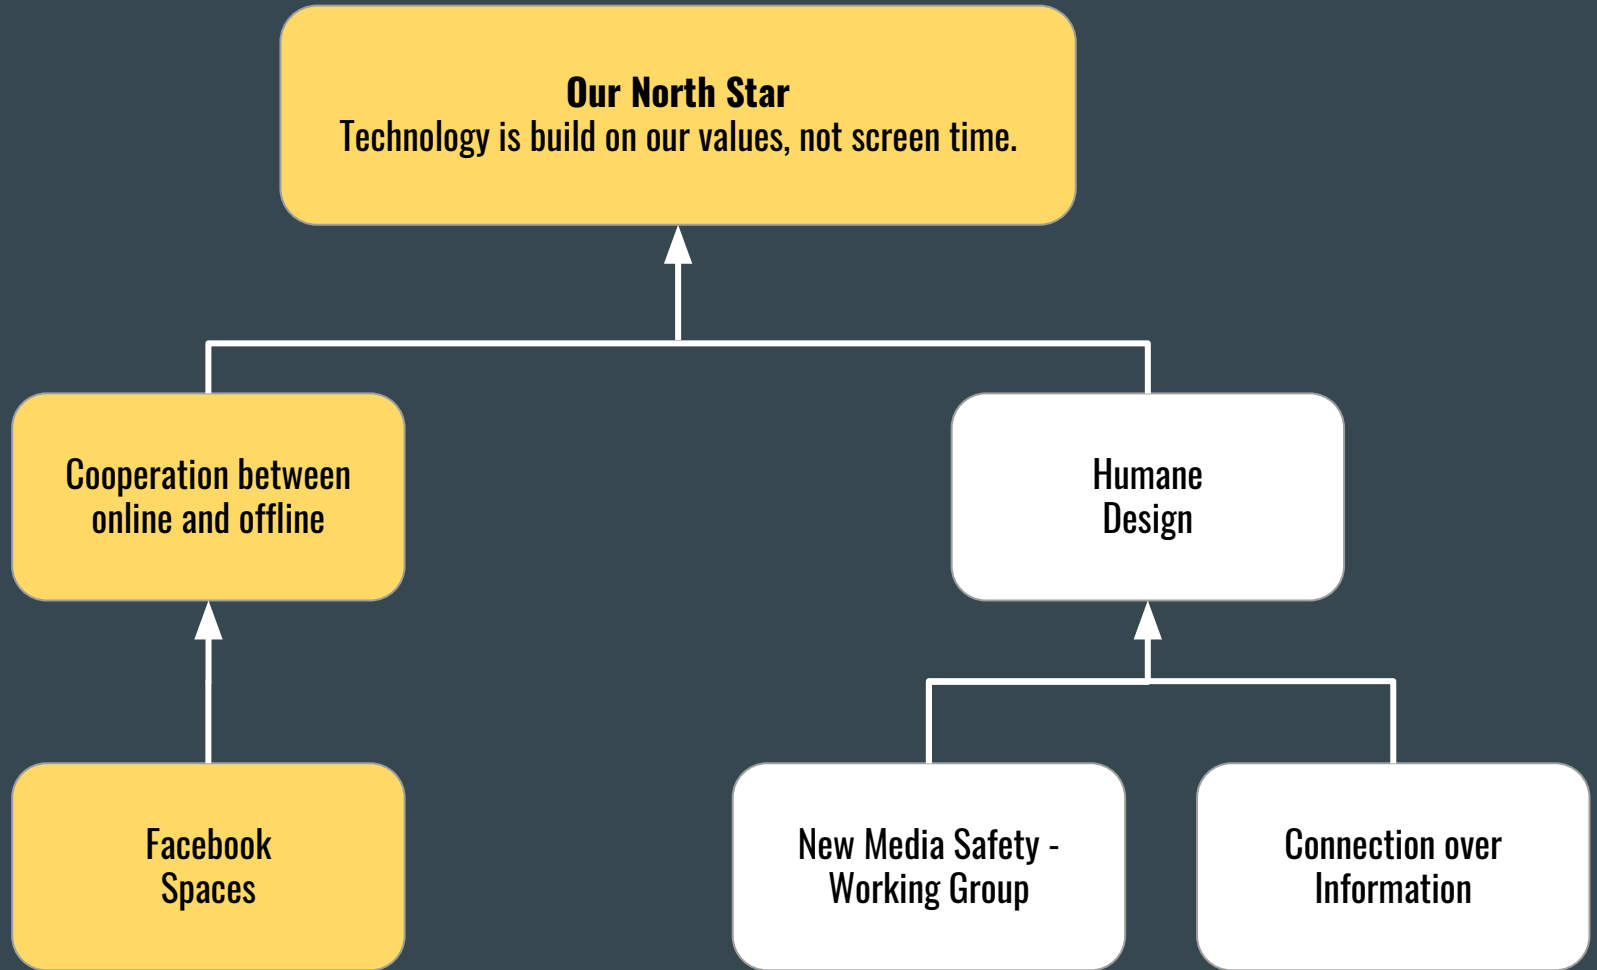 Our North Star
Technology is build on our values, not screen time.
Cooperation between
online and offline
Humane
Design
Facebook
Spaces
New Media Safety -
Working Group
Connection over
Information